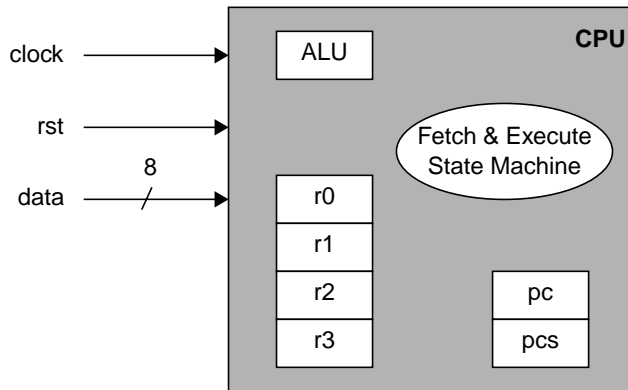 clock
ALU
CPU
rst
Fetch & Execute
State Machine
8
data
r0
r1
r2
r3
pc
pcs